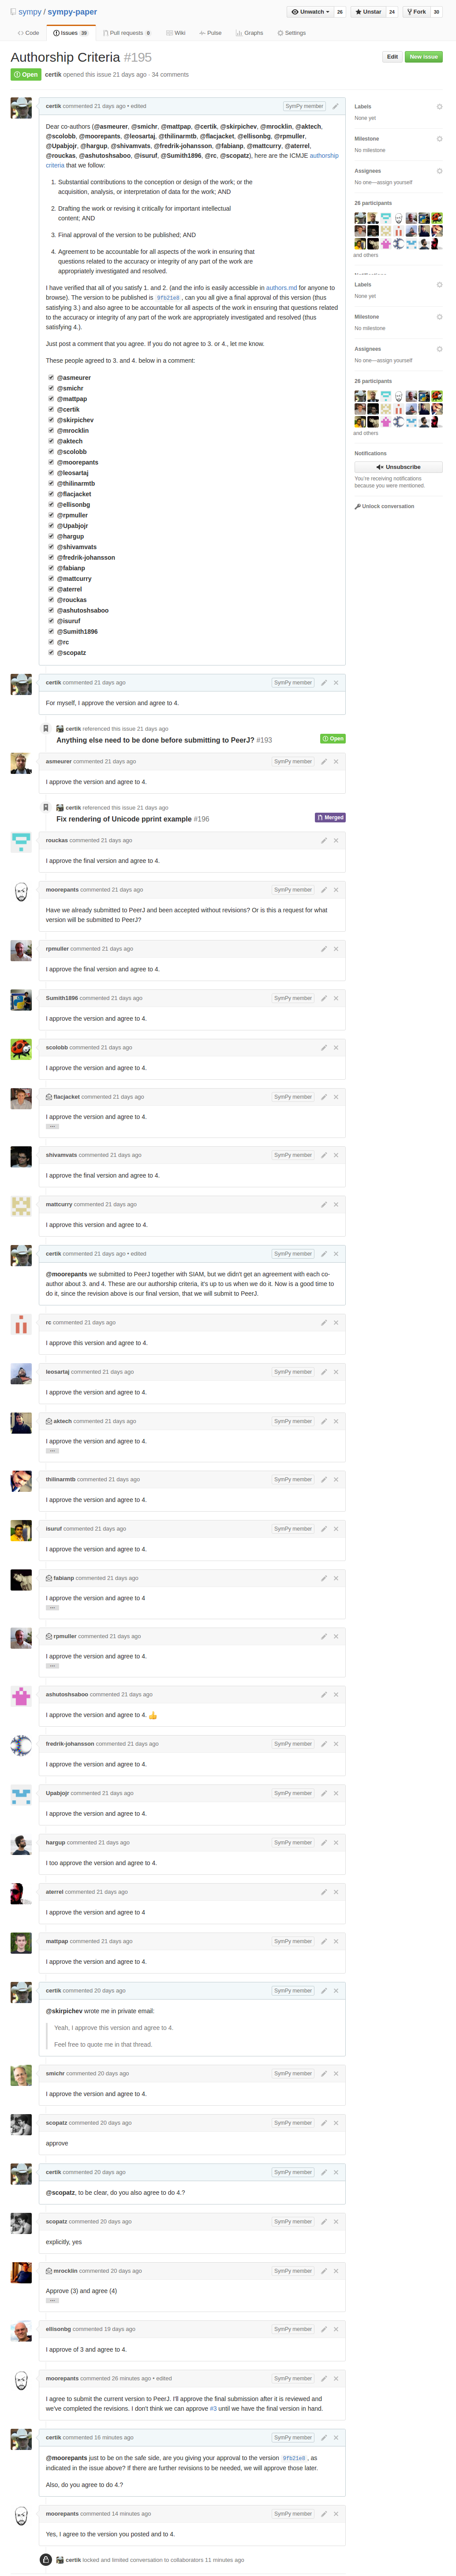 sympy / sympy-paper
Unwatch 26
Unstar 24
Fork 30
Code
Issues 39
Pull requests 8
Wiki
Pulse
Graphs
Settings
Authorship Criteria #195
Edit
New issue
Open certik opened this issue 21 days ago · 34 comments
certik commented 21 days ago • edited
SymPy member
Dear co-authors (@asmeurer, @smichr, @mattpap, @certik, @skirpichev, @mrocklin, @aktech,
@scolobb, @moorepants, @leosartaj, @thilinarmtb, @flacjacket, @ellisonbg, @rpmuller,
@Upabjojr, @hargup, @shivamvats, @fredrik-johansson, @fabianp, @mattcurry, @aterrel,
@rouckas, @ashutoshsaboo, @isuruf, @Sumith1896, @rc, @scopatz), here are the ICMJE authorship
criteria that we follow:
1. Substantial contributions to the conception or design of the work; or the
acquisition, analysis, or interpretation of data for the work; AND
2. Drafting the work or revising it critically for important intellectual
content; AND
3. Final approval of the version to be published; AND
4. Agreement to be accountable for all aspects of the work in ensuring that
questions related to the accuracy or integrity of any part of the work are
appropriately investigated and resolved.
I have verified that all of you satisfy 1. and 2. (and the info is easily accessible in authors.md for anyone to
browse). The version to be published is 9fb21e8 , can you all give a final approval of this version (thus
satisfying 3.) and also agree to be accountable for all aspects of the work in ensuring that questions related
to the accuracy or integrity of any part of the work are appropriately investigated and resolved (thus
satisfying 4.).
Just post a comment that you agree. If you do not agree to 3. or 4., let me know.
These people agreed to 3. and 4. below in a comment:
@asmeurer
@smichr
@mattpap
@certik
@skirpichev
@mrocklin
@aktech
@scolobb
@moorepants
@leosartaj
@thilinarmtb
@flacjacket
@ellisonbg
@rpmuller
@Upabjojr
@hargup
@shivamvats
@fredrik-johansson
@fabianp
@mattcurry
@aterrel
@rouckas
@ashutoshsaboo
@isuruf
@Sumith1896
@rc
@scopatz
Labels
None yet
Milestone
No milestone
Assignees
No one—assign yourself
26 participants
and others
Labels
None yet
Milestone
No milestone
Assignees
No one—assign yourself
26 participants
and others
Notifications
Unsubscribe
You're receiving notifications
because you were mentioned.
Unlock conversation
certik commented 21 days ago
SymPy member
For myself, I approve the version and agree to 4.
certik referenced this issue 21 days ago
Anything else need to be done before submitting to PeerJ? #193
Open
asmeurer commented 21 days ago
SymPy member
I approve the version and agree to 4.
certik referenced this issue 21 days ago
Fix rendering of Unicode pprint example #196
Merged
rouckas commented 21 days ago
I approve the final version and agree to 4.
moorepants commented 21 days ago
SymPy member
Have we already submitted to PeerJ and been accepted without revisions? Or is this a request for what
version will be submitted to PeerJ?
rpmuller commented 21 days ago
I approve the final version and agree to 4.
Sumith1896 commented 21 days ago
SymPy member
I approve the version and agree to 4.
scolobb commented 21 days ago
I approve the version and agree to 4.
flacjacket commented 21 days ago
SymPy member
I approve the version and agree to 4.
shivamvats commented 21 days ago
SymPy member
I approve the final version and agree to 4.
mattcurry commented 21 days ago
I approve this version and agree to 4.
certik commented 21 days ago • edited
SymPy member
@moorepants we submitted to PeerJ together with SIAM, but we didn't get an agreement with each co-
author about 3. and 4. These are our authorship criteria, it's up to us when we do it. Now is a good time to
do it, since the revision above is our final version, that we will submit to PeerJ.
rc commented 21 days ago
I approve this version and agree to 4.
leosartaj commented 21 days ago
SymPy member
I approve the version and agree to 4.
aktech commented 21 days ago
SymPy member
I approve the version and agree to 4.
thilinarmtb commented 21 days ago
SymPy member
I approve the version and agree to 4.
isuruf commented 21 days ago
SymPy member
I approve the version and agree to 4.
fabianp commented 21 days ago
SymPy member
I approve the version and agree to 4
rpmuller commented 21 days ago
I approve the version and agree to 4.
ashutoshsaboo commented 21 days ago
I approve the version and agree to 4. 👍
fredrik-johansson commented 21 days ago
SymPy member
I approve the version and agree to 4.
Upabjojr commented 21 days ago
SymPy member
I approve the version and agree to 4.
hargup commented 21 days ago
SymPy member
I too approve the version and agree to 4.
aterrel commented 21 days ago
I approve the version and agree to 4
mattpap commented 21 days ago
SymPy member
I approve the version and agree to 4.
certik commented 20 days ago
SymPy member
@skirpichev wrote me in private email:
Yeah, I approve this version and agree to 4.
Feel free to quote me in that thread.
smichr commented 20 days ago
SymPy member
I approve the version and agree to 4.
scopatz commented 20 days ago
SymPy member
approve
certik commented 20 days ago
SymPy member
@scopatz, to be clear, do you also agree to do 4.?
scopatz commented 20 days ago
SymPy member
explicitly, yes
mrocklin commented 20 days ago
SymPy member
Approve (3) and agree (4)
ellisonbg commented 19 days ago
SymPy member
I approve of 3 and agree to 4.
moorepants commented 26 minutes ago • edited
SymPy member
I agree to submit the current version to PeerJ. I'll approve the final submission after it is reviewed and
we've completed the revisions. I don't think we can approve #3 until we have the final version in hand.
certik commented 16 minutes ago
SymPy member
@moorepants just to be on the safe side, are you giving your approval to the version 9fb21e8 , as
indicated in the issue above? If there are further revisions to be needed, we will approve those later.
Also, do you agree to do 4.?
moorepants commented 14 minutes ago
SymPy member
Yes, I agree to the version you posted and to 4.
certik locked and limited conversation to collaborators 11 minutes ago